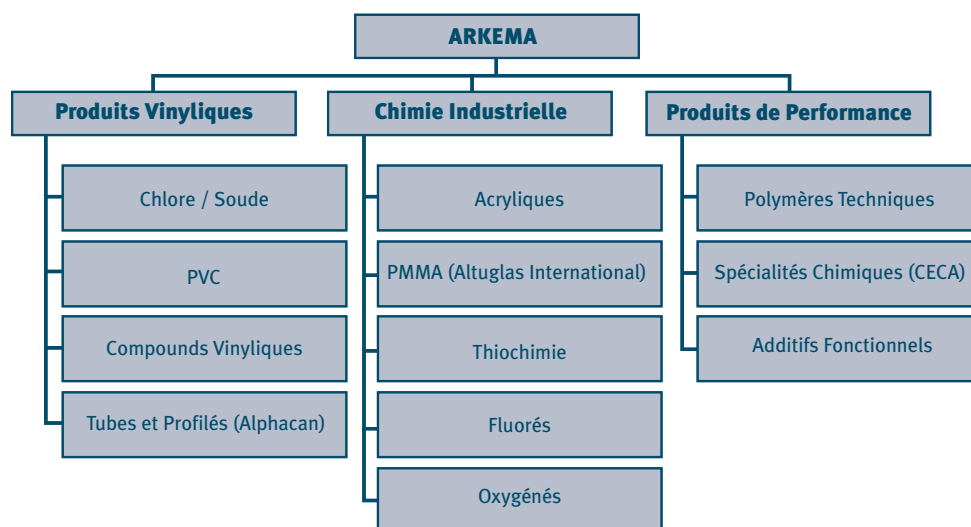 ARKEMA
Produits Vinyliques
Chlore / Soude
PVC
Compounds Vinyliques
Tubes et Profilés (Alphacan)
Chimie Industrielle
Acryliques
PMMA (Altuglas International)
Thiochimie
Fluorés
Oxygénés
Produits de Performance
Polymères Techniques
Spécialités Chimiques (CECA)
Additifs Fonctionnels